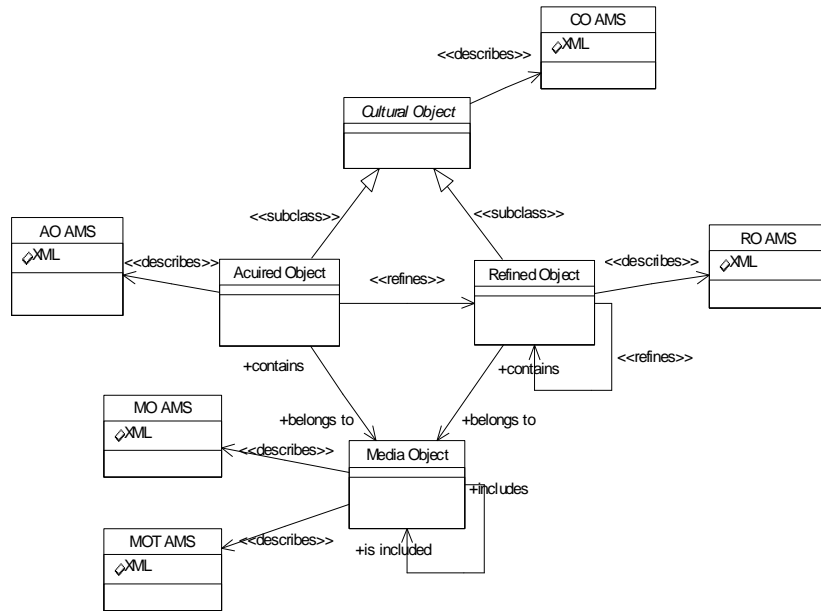 CO AMS
XML
<<describes>>
Cultural Object
<<subclass>>
<<subclass>>
AO AMS
XML
<<describes>>
Acuired Object
<<refines>>
Refined Object
<<describes>>
RO AMS
XML
+contains
+contains
<<refines>>
+belongs to
+belongs to
MO AMS
XML
<<describes>>
Media Object
+includes
MOT AMS
XML
<<describes>>
+is included